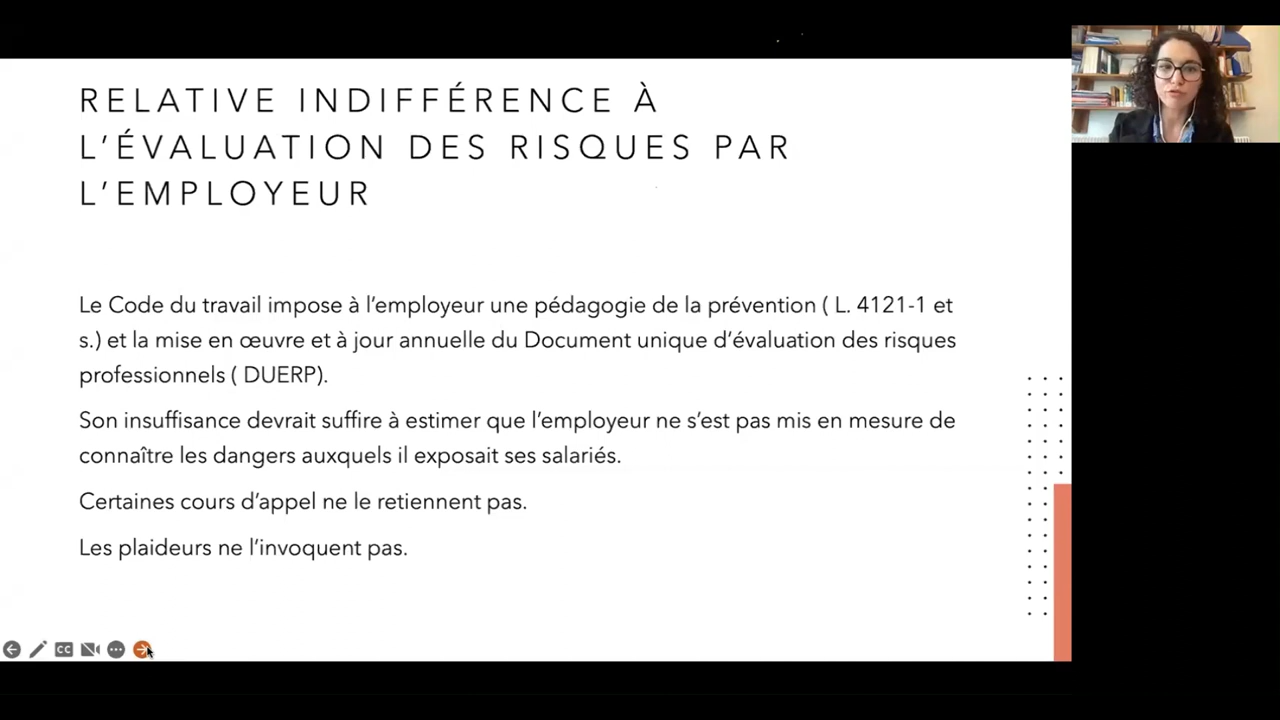 RELATIVE INDIFFÉRENCE À
L’ÉVALUATION DES RISQUES PAR
L’EMPLOYEUR
Le Code du travail impose à l’employeur une pédagogie de la prévention ( L. 4121-1 et
s.) et la mise en œuvre et à jour annuelle du Document unique d’évaluation des risques
professionnels ( DUERP).
Son insuffisance devrait suffire à estimer que l’employeur ne s’est pas mis en mesure de
connaître les dangers auxquels il exposait ses salariés.
Certaines cours d’appel ne le retiennent pas.
Les plaideurs ne l’invoquent pas.
CC